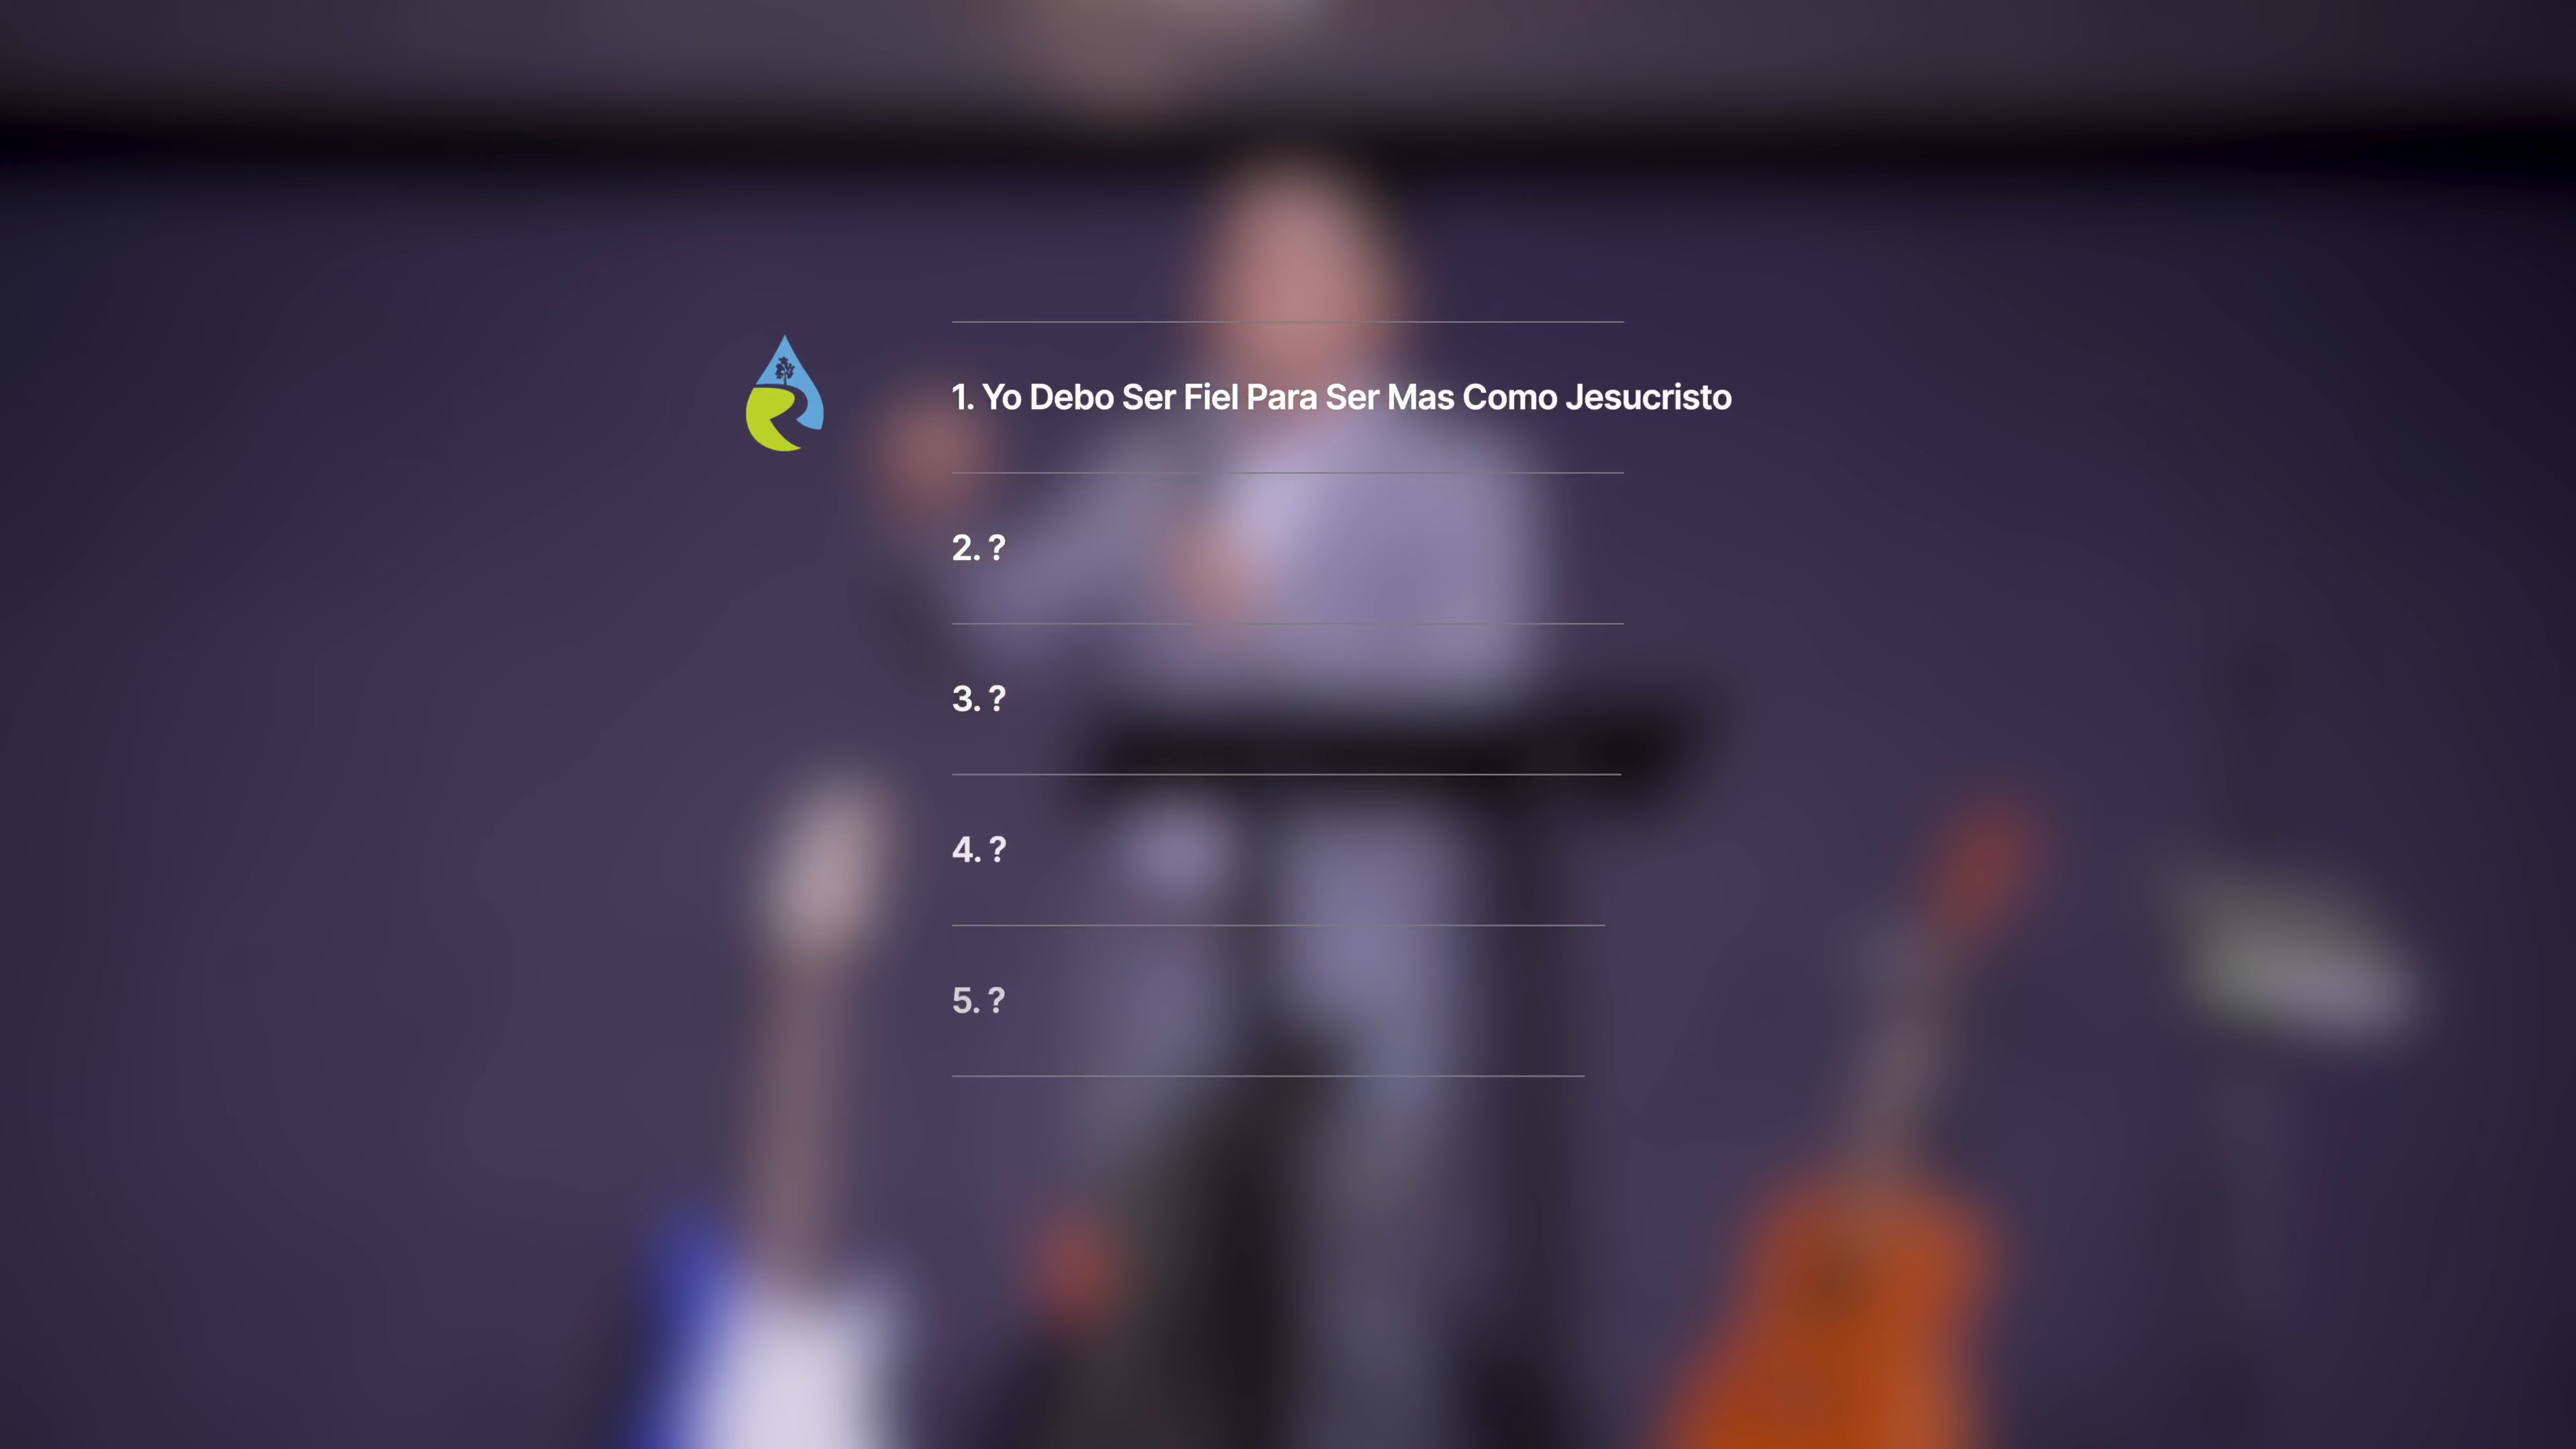 1. Yo Debo Ser Fiel Para Ser Mas Como Jesucristo
2. ?
3. ?
4. ?
5. ?